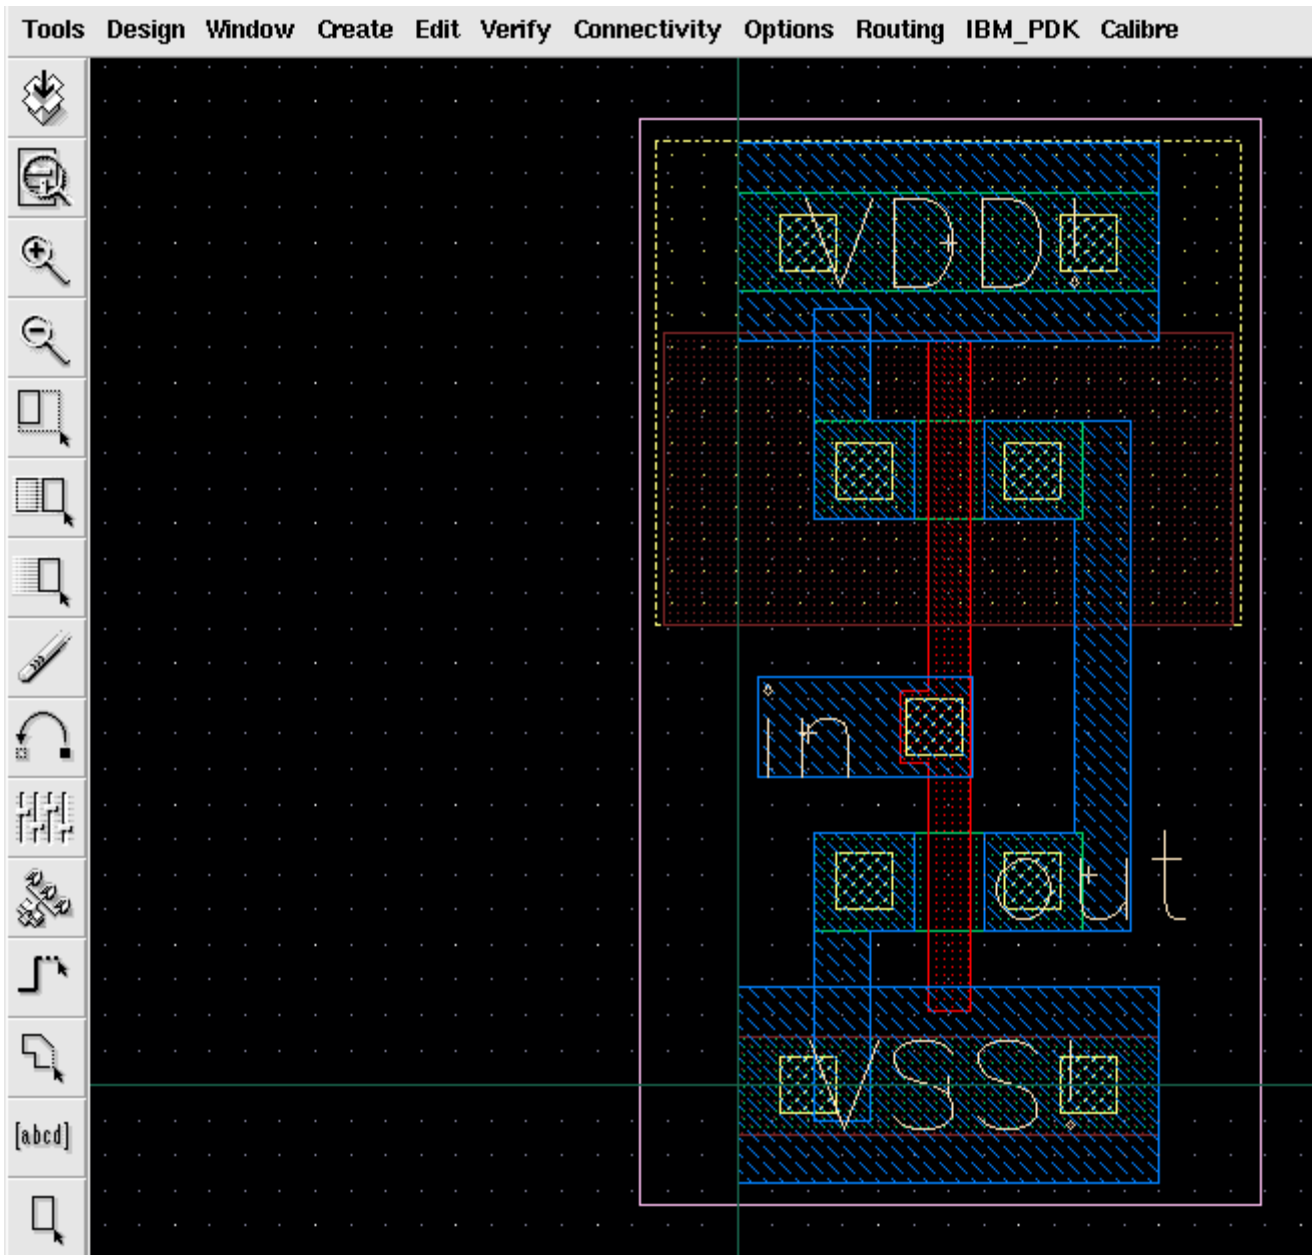 Tools Design Window Create Edit Verify Connectivity Options Routing IBM_PDK Calibre
VDD!
in
out
VSS!
[abcd]